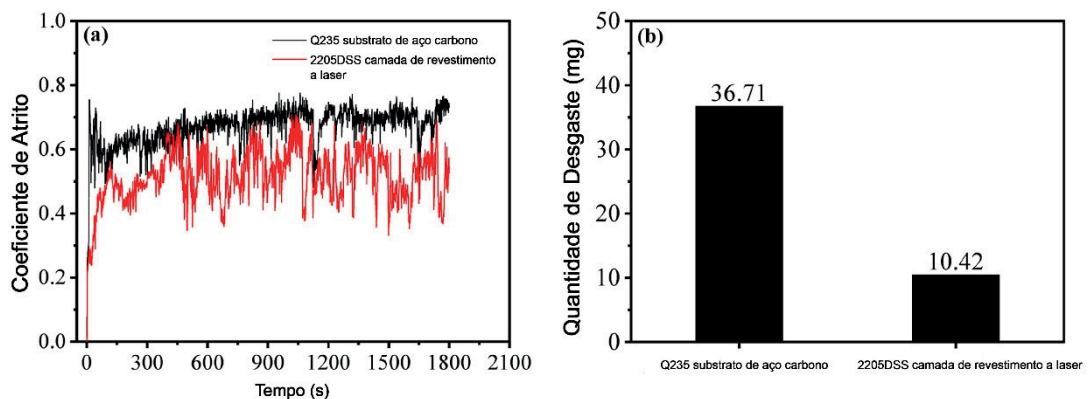 (a)
Q235 substrato de aço carbono
2205DSS camada de revestimento
a laser
Coeficiente de Atrito
1.0
0.8
0.6
0.4
0.2
0.0
0 300 600 900 1200 1500 1800 2100
Tempo (s)
(b)
Quantidade de Desgaste (mg)
50
40
30
20
10
0
36.71
10.42
Q235 substrato de aço carbono
2205DSS camada de revestimento a laser